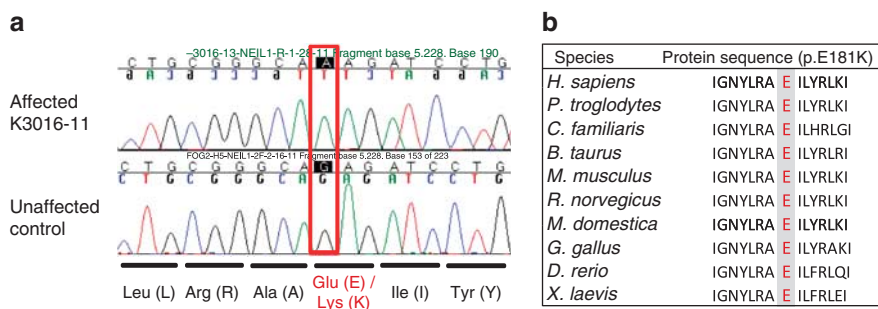 a
–3016-13-NEIL1-R-1-28-11 Fragment base 5.228. Base 190
C T G C G G G C A A A G A T C C T G
Affected
K3016-11
FOG2-H5-NEIL1-2F-2-16-11 Fragment base 5.228. Base 153 of 223
C T G C G G G C A G A G A T C C T G
C T G C G G G C A G A G A T C C T G
Unaffected
control
Leu (L) Arg (R) Ala (A) Glu (E) / Lys (K) Ile (I) Tyr (Y)
b
Species Protein sequence (p.E181K)
H. sapiens IGNYLRA E ILYRLKI
P. troglodytes IGNYLRA E ILYRLKI
C. familiaris IGNYLRA E ILHRLGI
B. taurus IGNYLRA E ILYRLRI
M. musculus IGNYLRA E ILYRLKI
R. norvegicus IGNYLRA E ILYRLKI
M. domestica IGNYLRA E ILYRLKI
G. gallus IGNYLRA E ILYRAKI
D. rerio IGNYLRA E ILFRLQI
X. laevis IGNYLRA E ILFRLEI